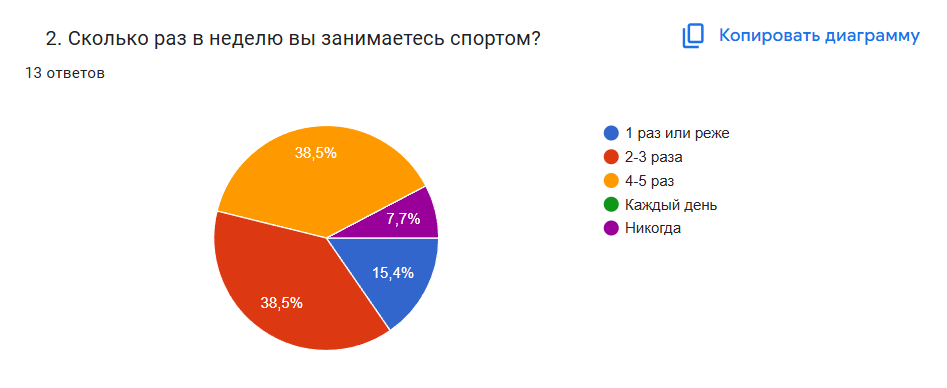 2. Сколько раз в неделю вы занимаетесь спортом?
Копировать диаграмму
13 ответов
38,5%
7,7%
15,4%
38,5%
1 раз или реже
2-3 раза
4-5 раз
Каждый день
Никогда